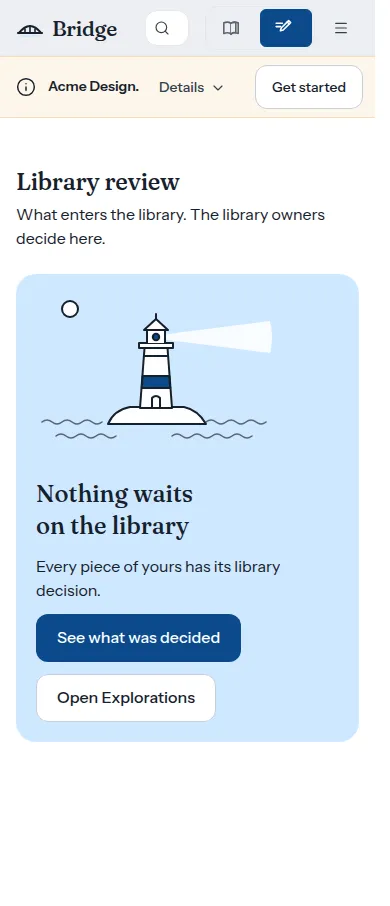 Bridge
Acme Design.
Details
Get started
Library review
What enters the library. The library owners
decide here.
Nothing waits
on the library
Every piece of yours has its library
decision.
See what was decided
Open Explorations